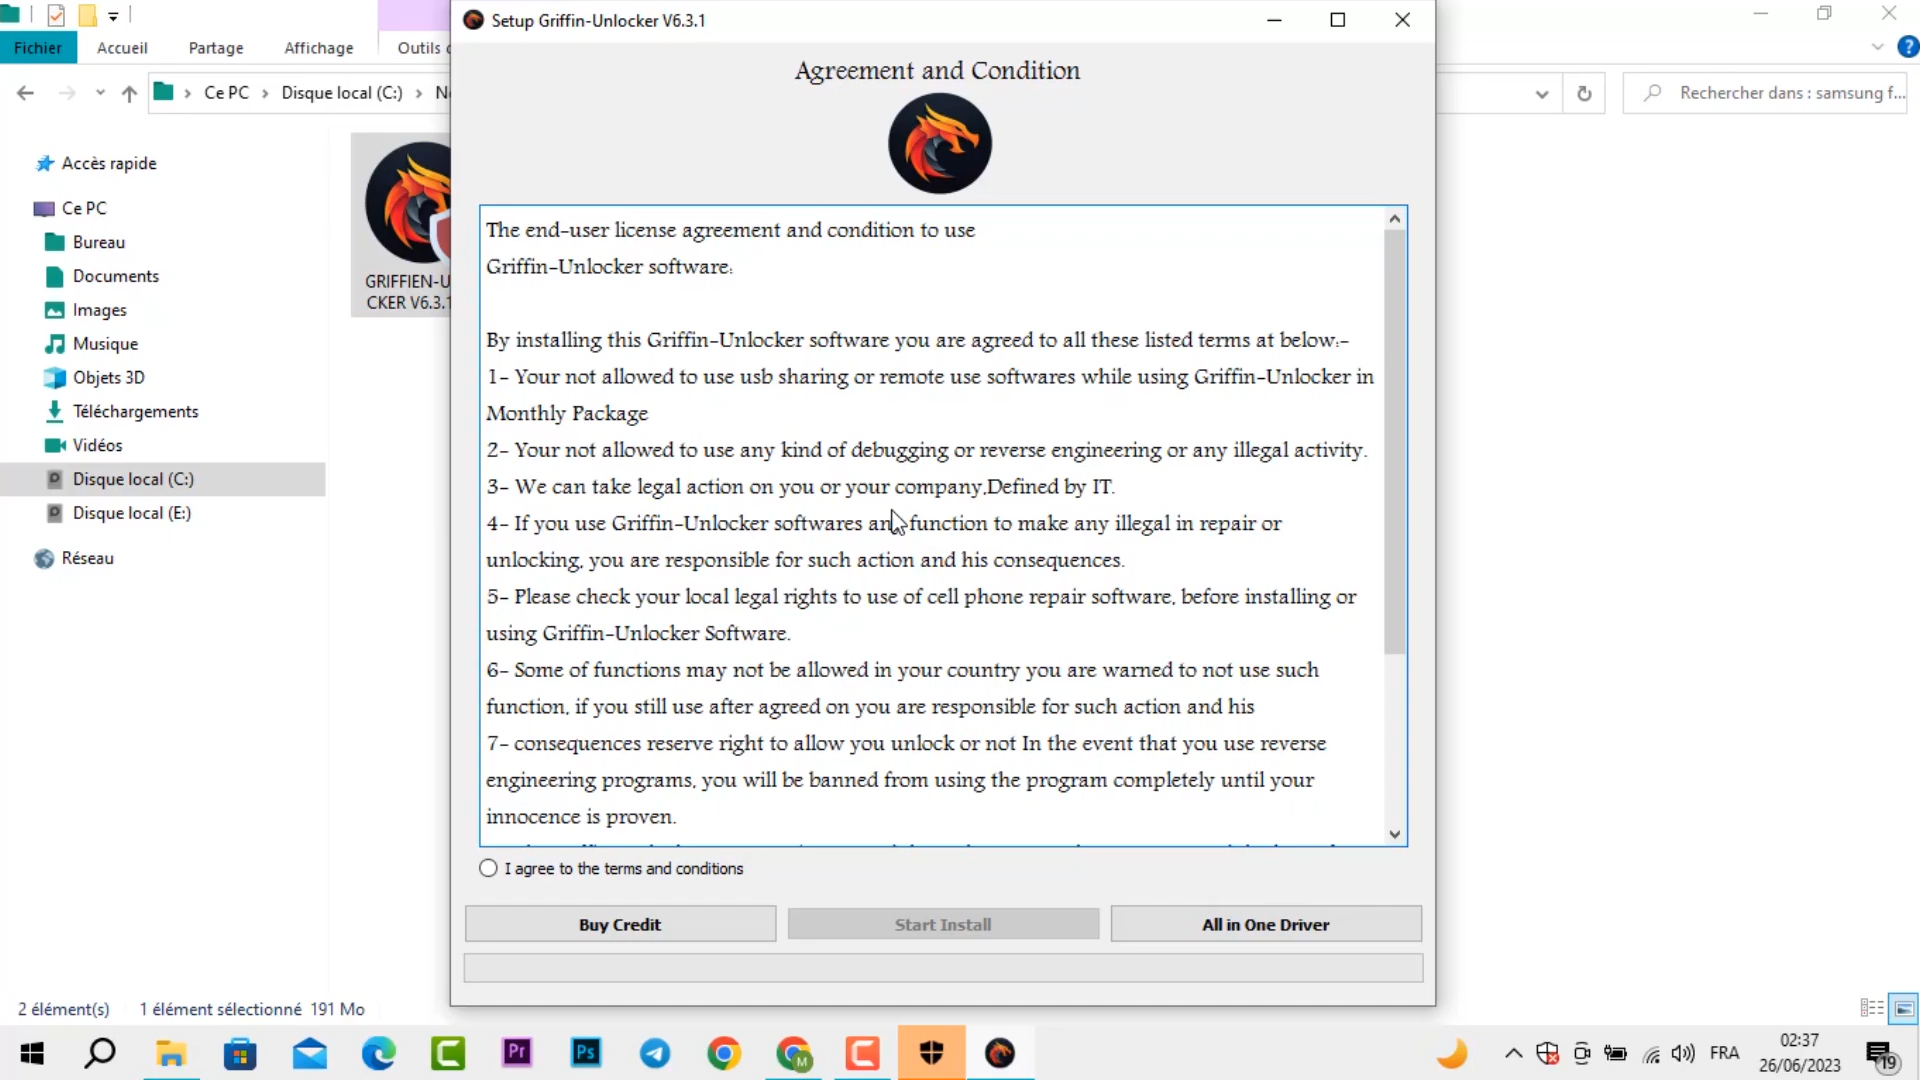 Setup Griffin-Unlocker V6.3.1
Fichier
Accueil
Partage
Affichage
Outils
Ce PC
Disque local (C:)
Rechercher dans : samsung f...
Agreement and Condition
Accès rapide
Ce PC
Bureau
Documents
Images
Musique
Objets 3D
Téléchargements
Vidéos
Disque local (C:)
Disque local (E:)
Réseau
GRIFFIEN-U
CKER V6.3.1
The end-user license agreement and condition to use
Griffin-Unlocker software:
By installing this Griffin-Unlocker software you are agreed to all these listed terms at below:-
1- Your not allowed to use usb sharing or remote use softwares while using Griffin-Unlocker in
Monthly Package
2- Your not allowed to use any kind of debugging or reverse engineering or any illegal activity.
3- We can take legal action on you or your company,Defined by IT.
4- If you use Griffin-Unlocker softwares any function to make any illegal in repair or
unlocking, you are responsible for such action and his consequences.
5- Please check your local legal rights to use of cell phone repair software, before installing or
using Griffin-Unlocker Software.
6- Some of functions may not be allowed in your country you are warned to not use such
function, if you still use after agreed on you are responsible for such action and his
7- consequences reserve right to allow you unlock or not In the event that you use reverse
engineering programs, you will be banned from using the program completely until your
innocence is proven.
I agree to the terms and conditions
Buy Credit
Start Install
All in One Driver
2 élément(s)
1 élément sélectionné 191 Mo
Pr
Ps
M
FRA
02:37
26/06/2023
19